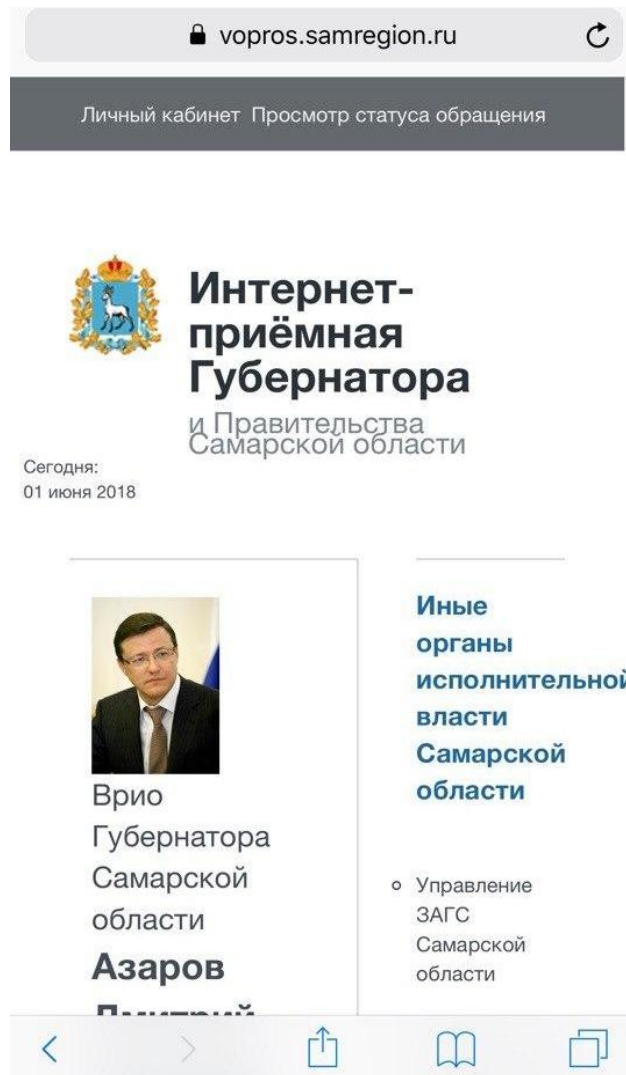 vopros.samregion.ru
Личный кабинет Просмотр статуса обращения
Интернет-
приёмная
Губернатора
и Правительства
Самарской области
Сегодня:
01 июня 2018
Врио
Губернатора
Самарской
области
Азаров
Дмитрий
Иные
органы
исполнительной
власти
Самарской
области
Управление
ЗАГС
Самарской
области